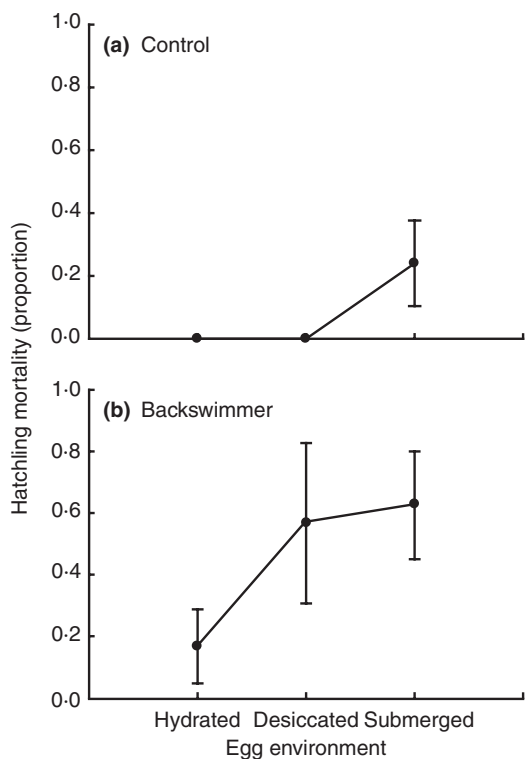 Hatchling mortality (proportion)
(a) Control
1·0
0·8
0·6
0·4
0·2
0·0
(b) Backswimmer
1·0
0·8
0·6
0·4
0·2
0·0
Hydrated Desiccated Submerged
Egg environment